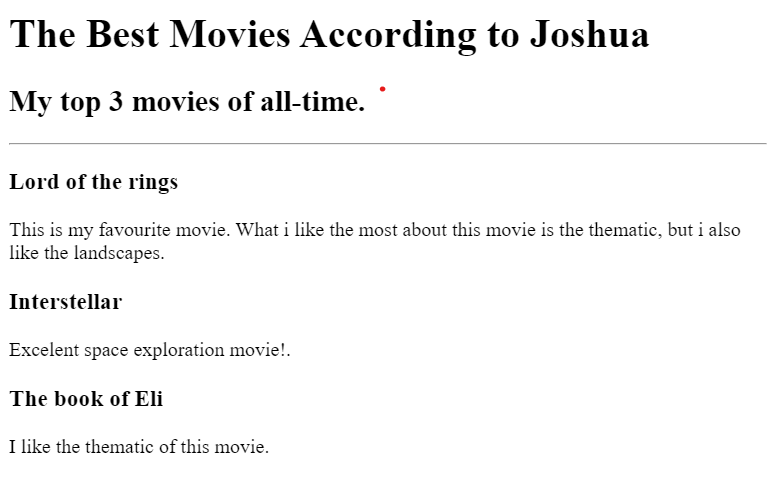 The Best Movies According to Joshua
My top 3 movies of all-time.
Lord of the rings
This is my favourite movie. What i like the most about this movie is the thematic, but i also
like the landscapes.
Interstellar
Excelent space exploration movie!.
The book of Eli
I like the thematic of this movie.